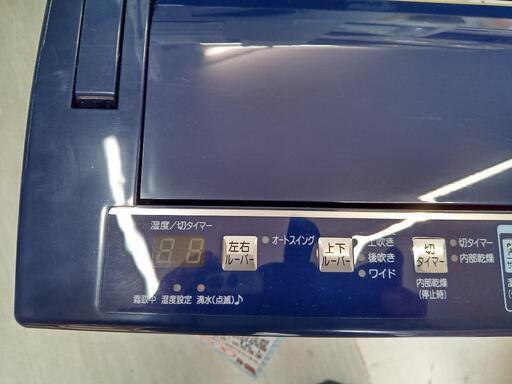 湿度/切タイマー
88
左右
ルーバー
オートスイング
上下
ルーバー
上吹き
後吹き
ワイド
切
タイマー
切タイマー
内部乾燥
内部乾燥
(停止時)
霜取中 湿度設定 満水(点滅)♪